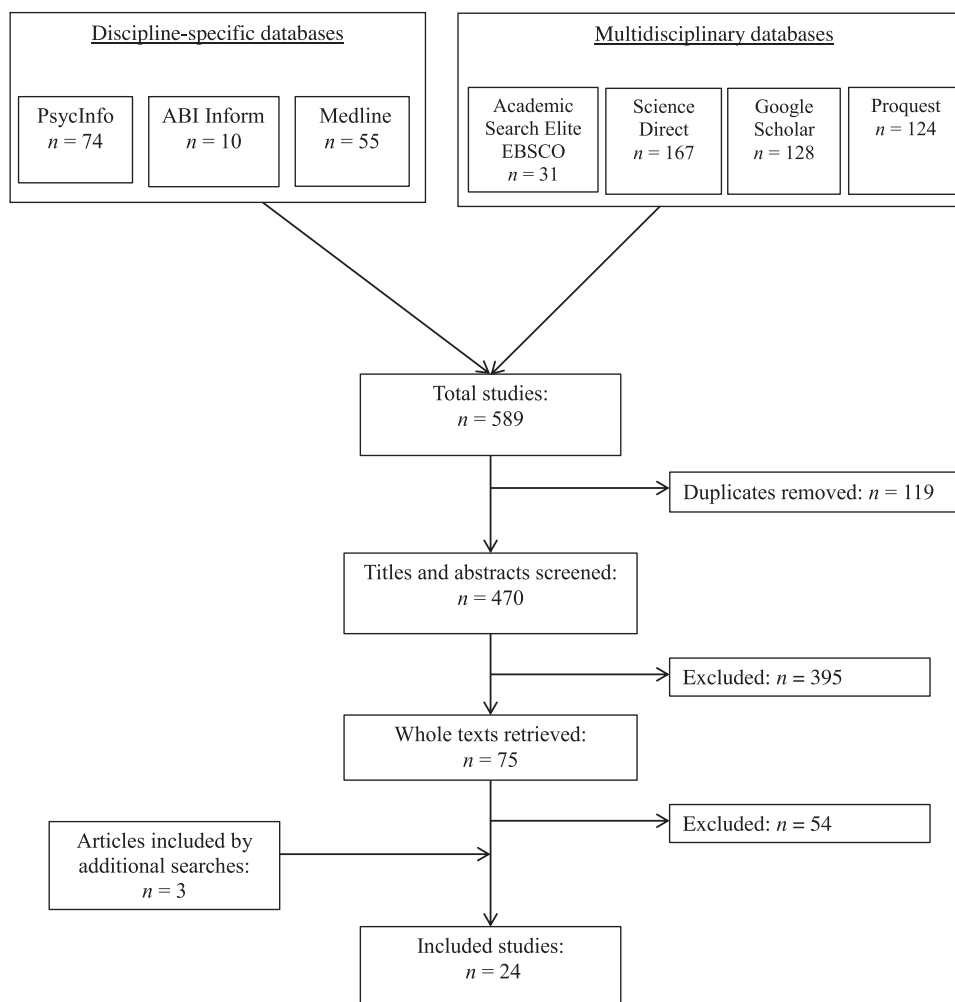 Discipline-specific databases
PsycInfo
n = 74
ABI Inform
n = 10
Medline
n = 55
Multidisciplinary databases
Academic
Search Elite
EBSCO
n = 31
Science
Direct
n = 167
Google
Scholar
n = 128
Proquest
n = 124
Total studies:
n = 589
Duplicates removed: n = 119
Titles and abstracts screened:
n = 470
Excluded: n = 395
Whole texts retrieved:
n = 75
Excluded: n = 54
Articles included by
additional searches:
n = 3
Included studies:
n = 24